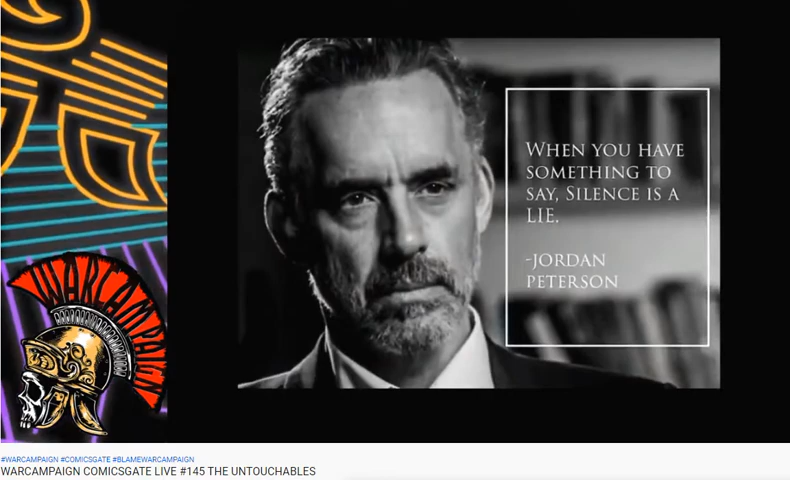 WHEN YOU HAVE
SOMETHING TO
SAY, SILENCE IS A
LIE.
-JORDAN
PETERSON
WARCAMPAIGN
#WARCAMPAIGN #COMICSGATE #BLAMEWARCAMPAIGN
WARCAMPAIGN COMICSGATE LIVE #145 THE UNTOUCHABLES